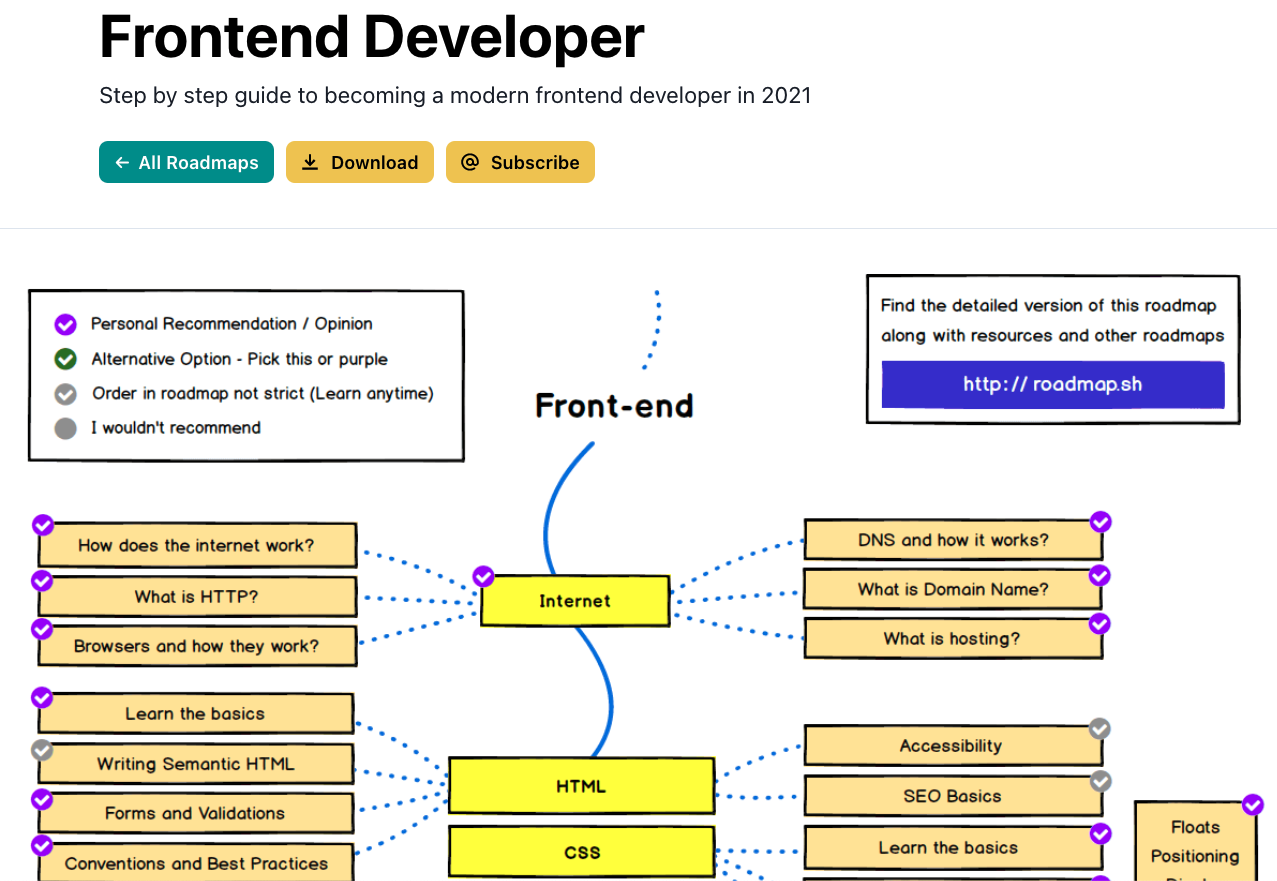 Frontend Developer
Step by step guide to becoming a modern frontend developer in 2021
All Roadmaps
Download
Subscribe
Personal Recommendation / Opinion
Alternative Option - Pick this or purple
Order in roadmap not strict (Learn anytime)
I wouldn't recommend
Find the detailed version of this roadmap
along with resources and other roadmaps
http://roadmap.sh
Front-end
How does the internet work?
What is HTTP?
Browsers and how they work?
Internet
DNS and how it works?
What is Domain Name?
What is hosting?
Learn the basics
Writing Semantic HTML
Forms and Validations
Conventions and Best Practices
HTML
CSS
Accessibility
SEO Basics
Learn the basics
Floats
Positioning